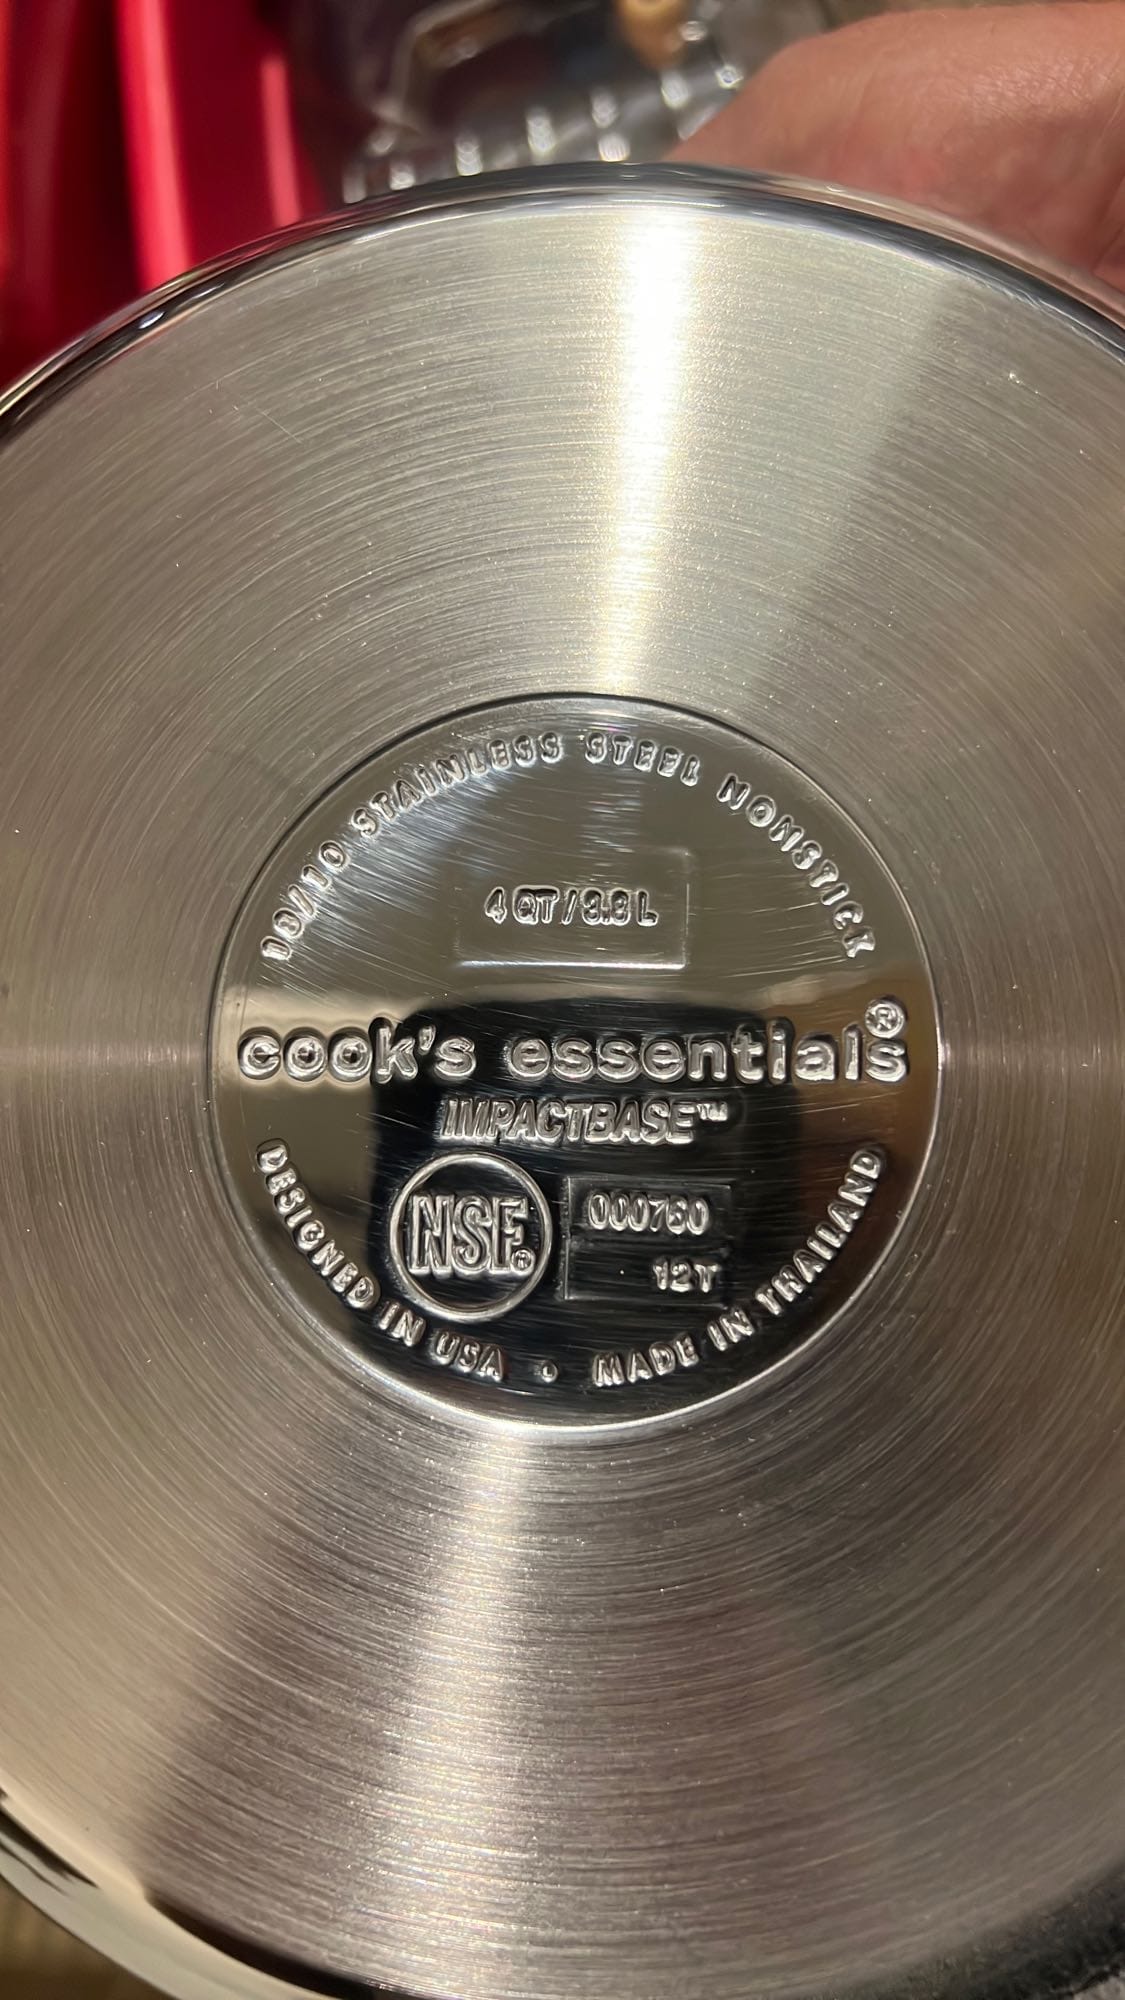 18/10 STAINLESS STEEL NONSTICK
4 QT / 3.8 L
cook's essentials®
IMPACTBASE™
NSF®
000760
12T
DESIGNED IN USA • MADE IN THAILAND